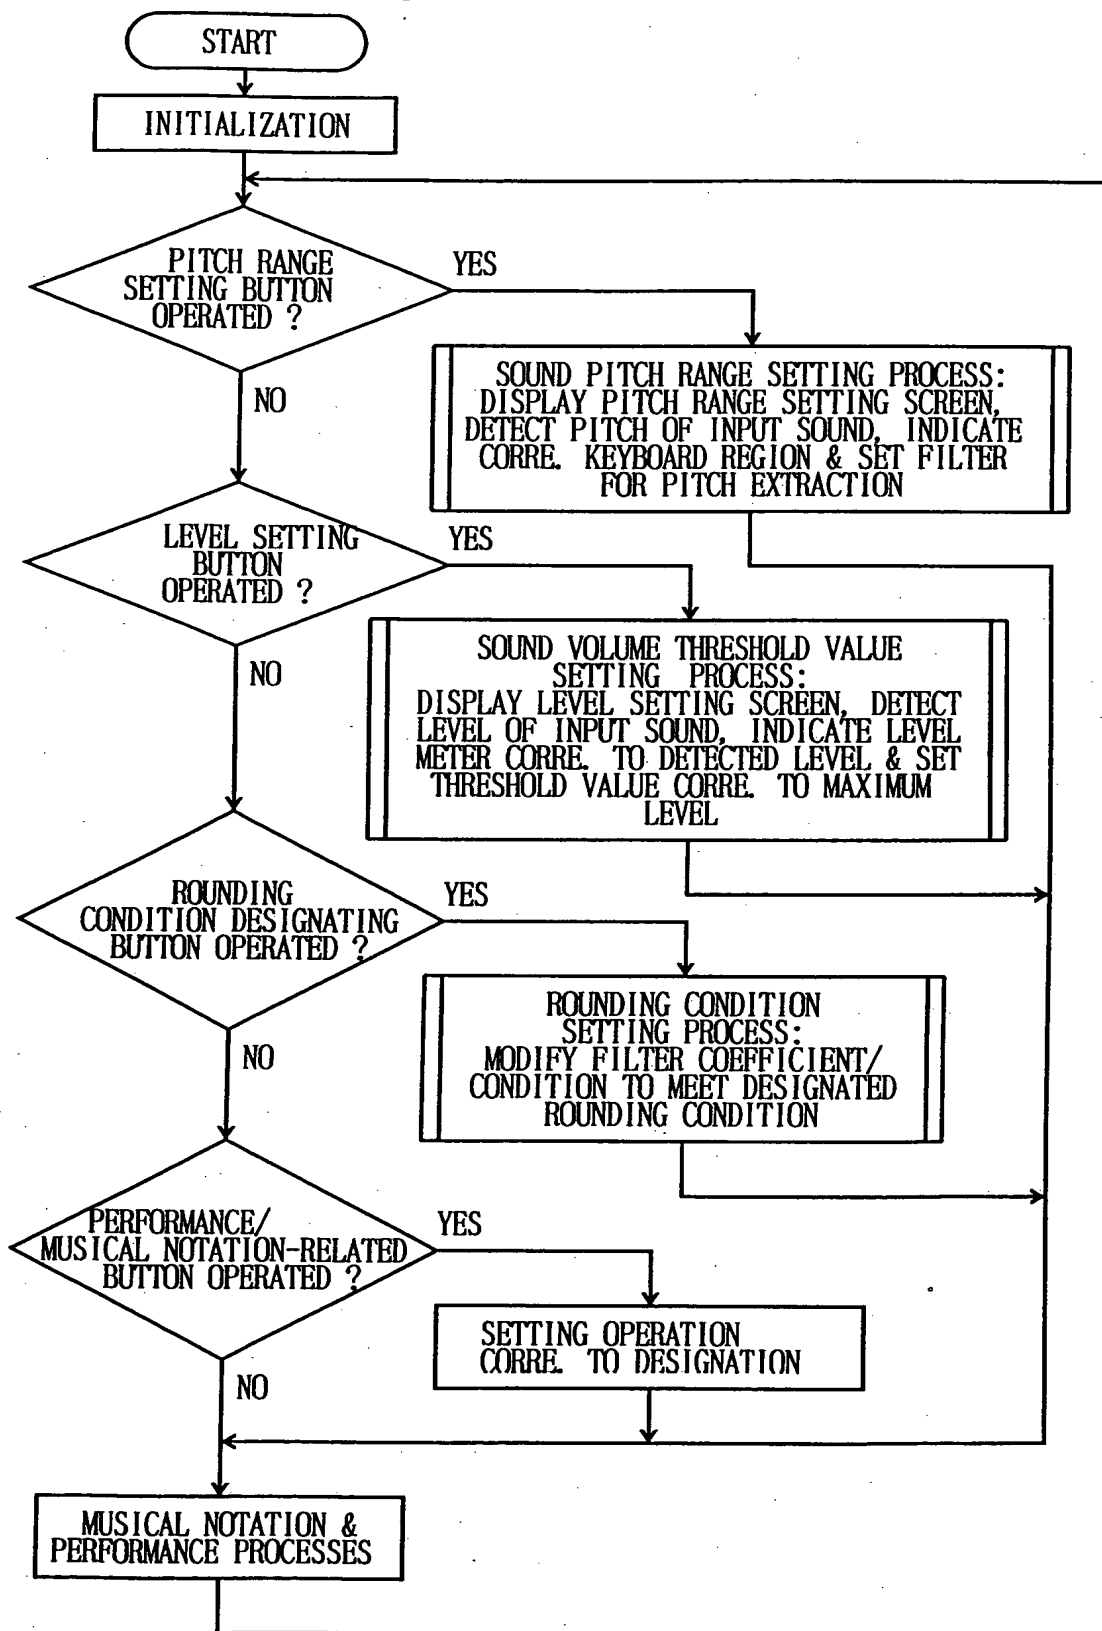 START
INITIALIZATION
PITCH RANGE
SETTING BUTTON
OPERATED ?
YES
NO
SOUND PITCH RANGE SETTING PROCESS:
DISPLAY PITCH RANGE SETTING SCREEN,
DETECT PITCH OF INPUT SOUND, INDICATE
CORRE. KEYBOARD REGION & SET FILTER
FOR PITCH EXTRACTION
LEVEL SETTING
BUTTON
OPERATED ?
YES
NO
SOUND VOLUME THRESHOLD VALUE
SETTING PROCESS:
DISPLAY LEVEL SETTING SCREEN, DETECT
LEVEL OF INPUT SOUND, INDICATE LEVEL
METER CORRE. TO DETECTED LEVEL & SET
THRESHOLD VALUE CORRE. TO MAXIMUM
LEVEL
ROUNDING
CONDITION DESIGNATING
BUTTON OPERATED ?
YES
NO
ROUNDING CONDITION
SETTING PROCESS:
MODIFY FILTER COEFFICIENT/
CONDITION TO MEET DESIGNATED
ROUNDING CONDITION
PERFORMANCE/
MUSICAL NOTATION-RELATED
BUTTON OPERATED ?
YES
NO
SETTING OPERATION
CORRE. TO DESIGNATION
MUSICAL NOTATION &
PERFORMANCE PROCESSES